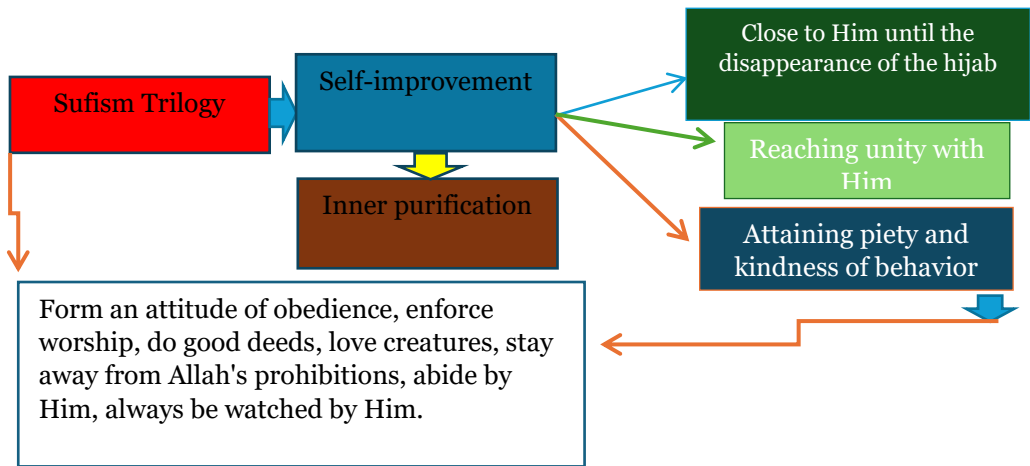 Sufism Trilogy
Self-improvement
Inner purification
Close to Him until the
disappearance of the hijab
Reaching unity with
Him
Attaining piety and
kindness of behavior
Form an attitude of obedience, enforce
worship, do good deeds, love creatures, stay
away from Allah's prohibitions, abide by
Him, always be watched by Him.